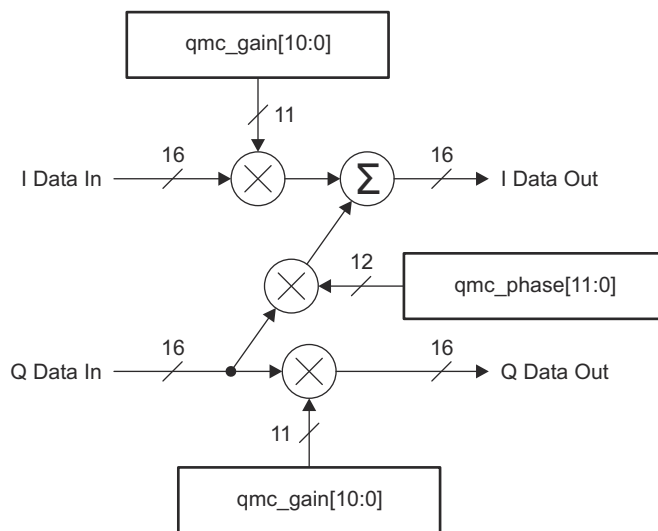 qmc_gain[10:0]
11
16
16
I Data In
Σ
I Data Out
12
qmc_phase[11:0]
16
16
Q Data In
Q Data Out
11
qmc_gain[10:0]